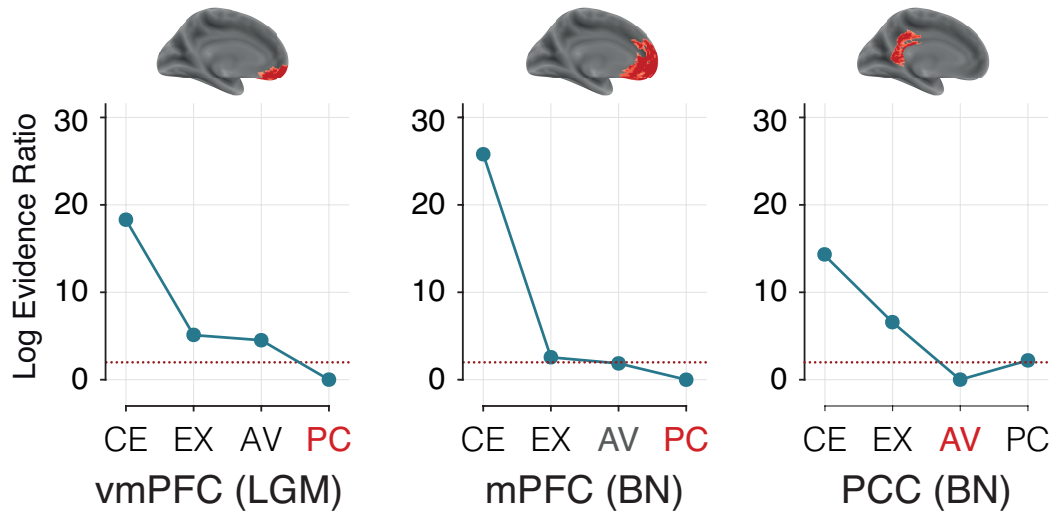 Log Evidence Ratio
30
20
10
0
CE EX AV PC
vmPFC (LGM)
30
20
10
0
CE EX AV PC
mPFC (BN)
30
20
10
0
CE EX AV PC
PCC (BN)